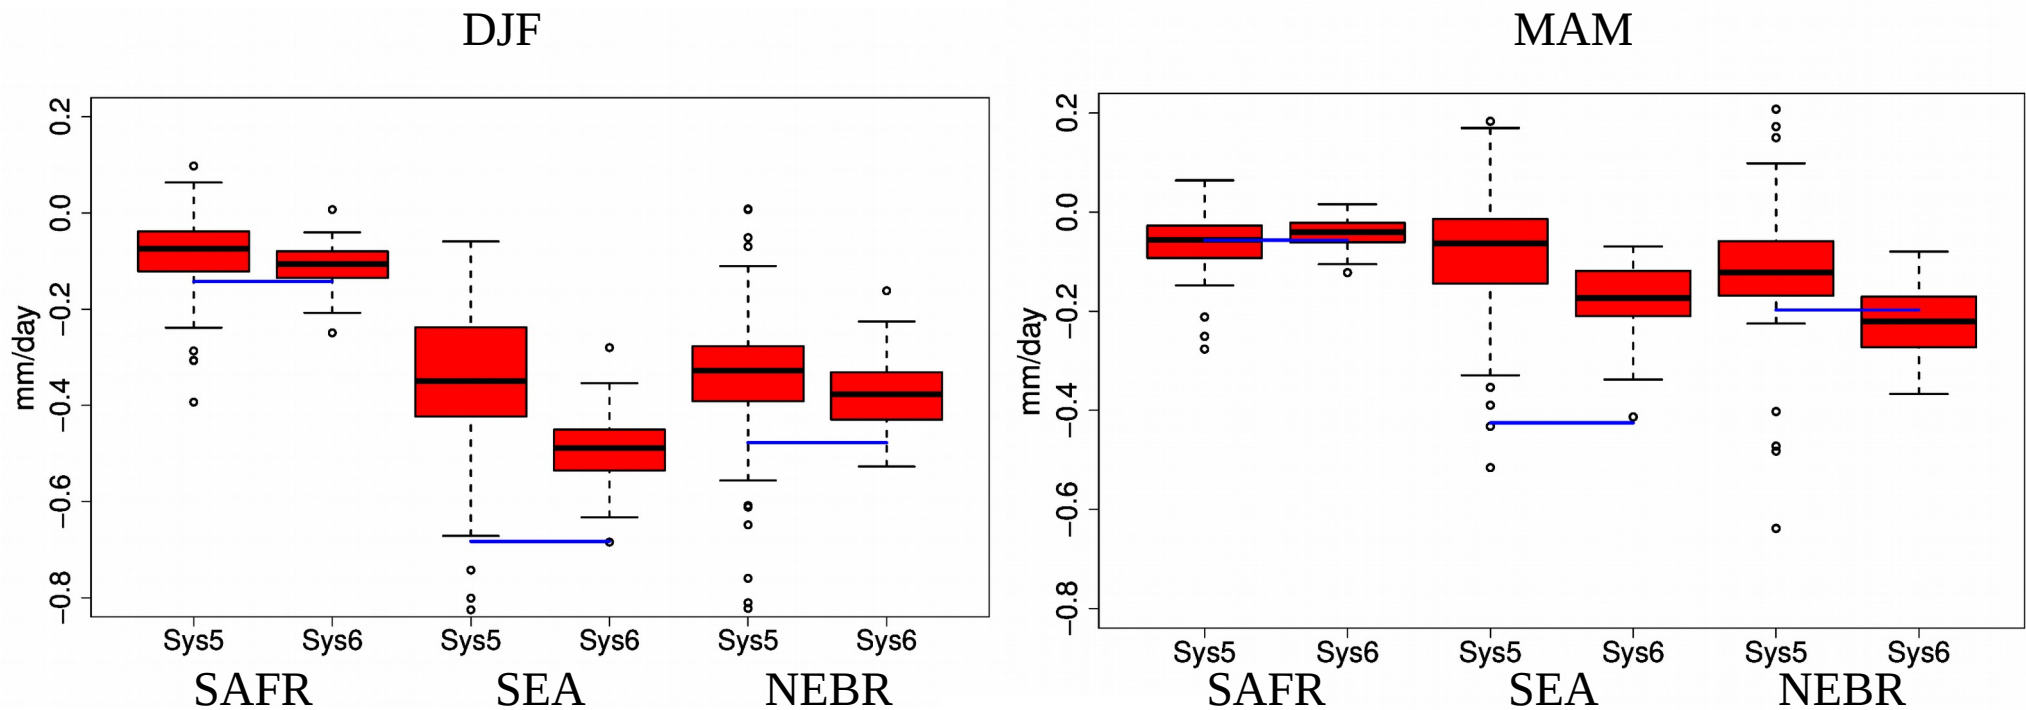 DJF
mm/day
0.2
0.0
−0.2
−0.4
−0.6
−0.8
Sys5 Sys6 Sys5 Sys6 Sys5 Sys6
SAFR SEA NEBR
MAM
mm/day
0.2
0.0
−0.2
−0.4
−0.6
−0.8
Sys5 Sys6 Sys5 Sys6 Sys5 Sys6
SAFR SEA NEBR